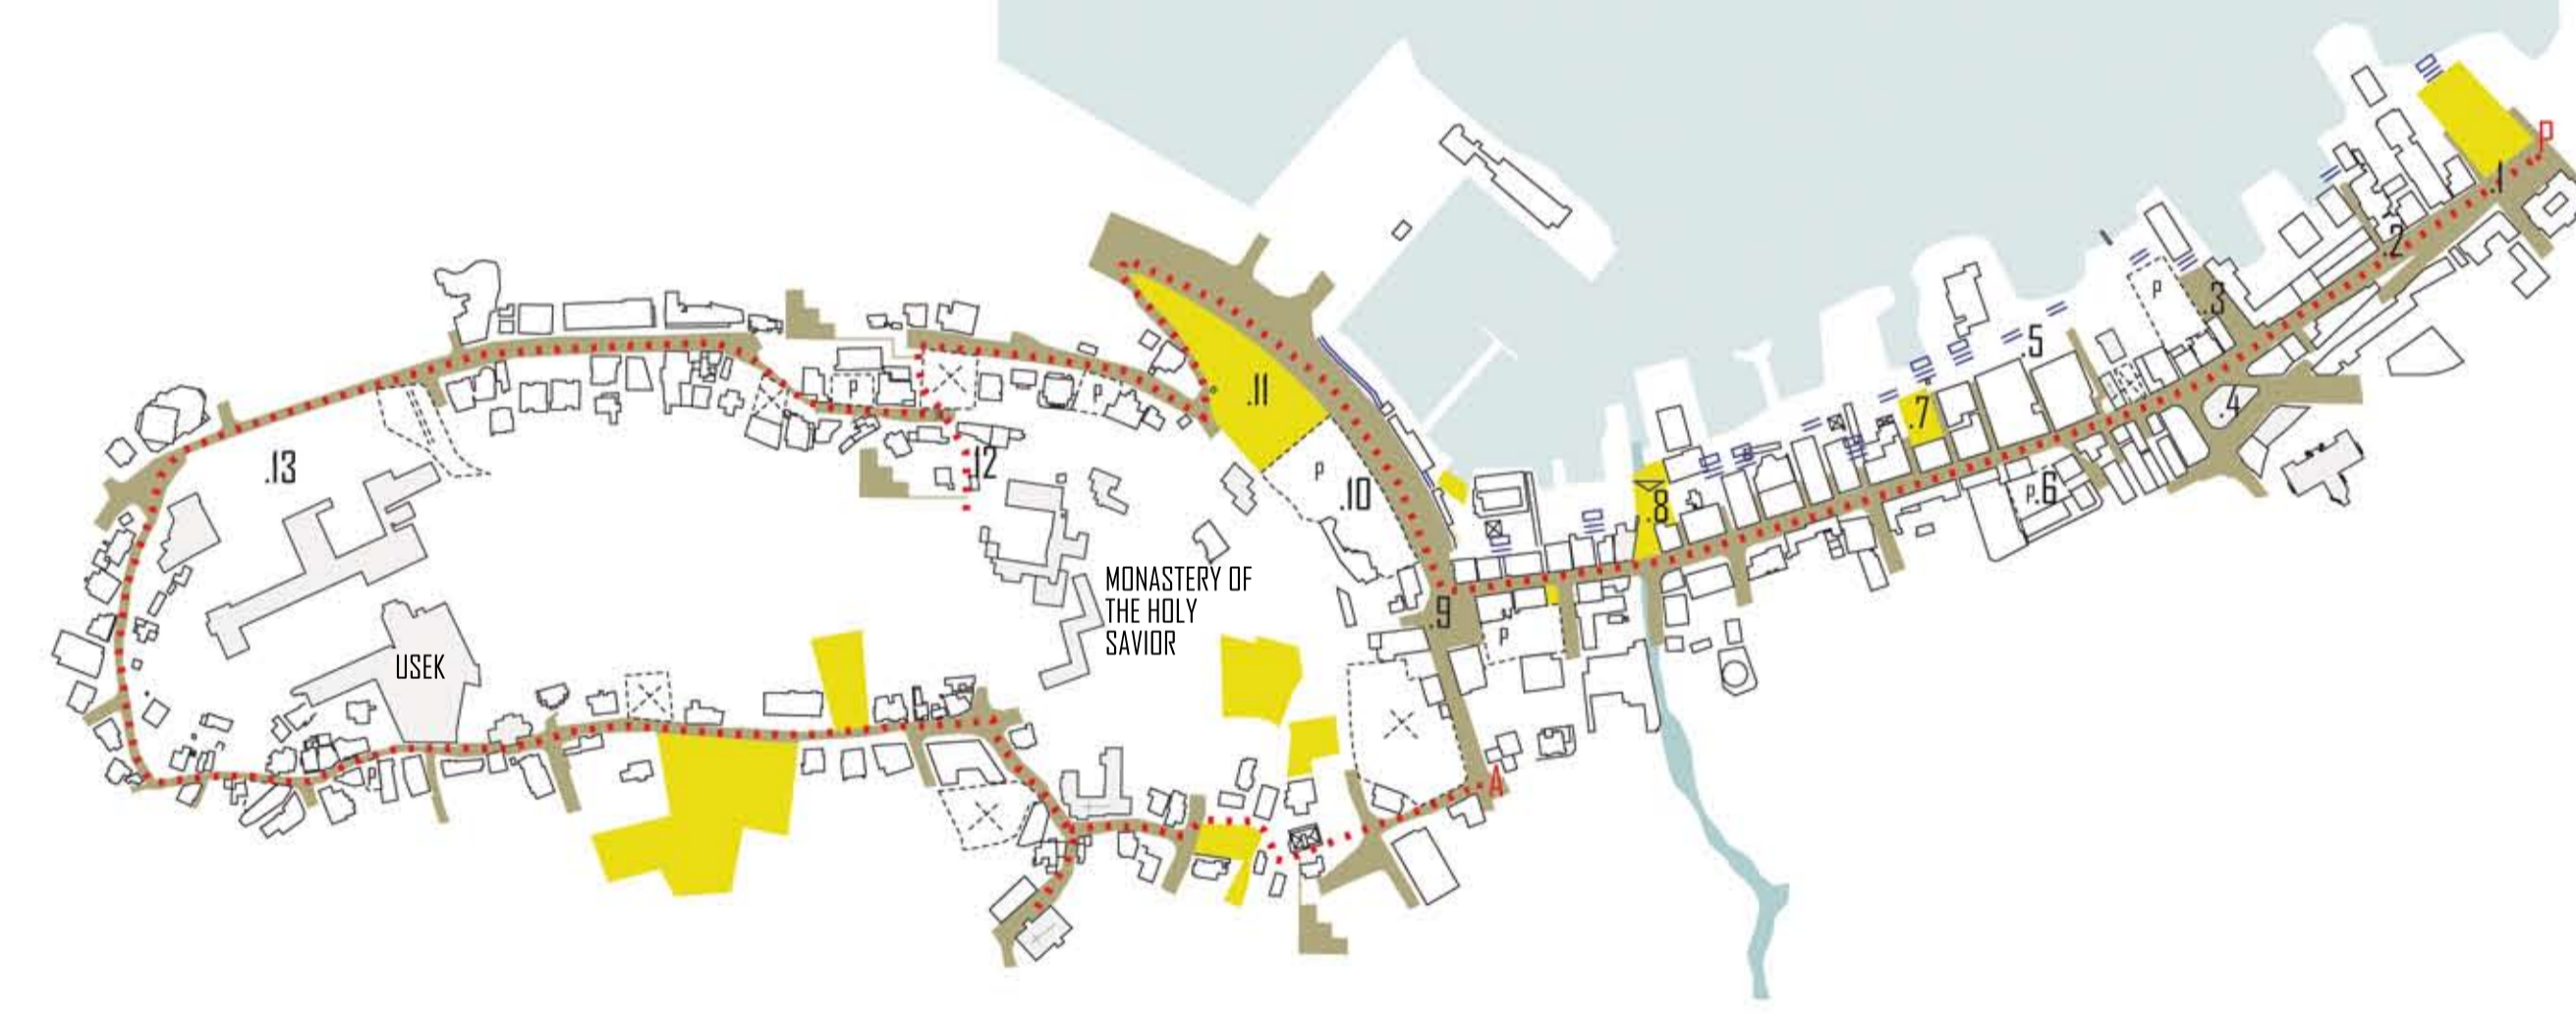 P
.1
.2
P
.3
.5
.4
.7
P.6
.8
.9
P
.11
P
.10
P
P
.12
.13
MONASTERY OF
THE HOLY
SAVIOR
USEK
A
P